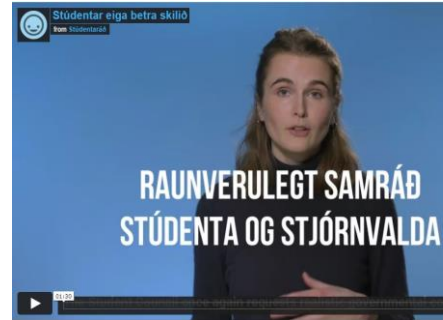 Stúdentar eiga betra skilið
from Stúdentaráð
RAUNVERULEGT SAMRÁÐ
STÚDENTA OG STJÓRNVALDA
01:30